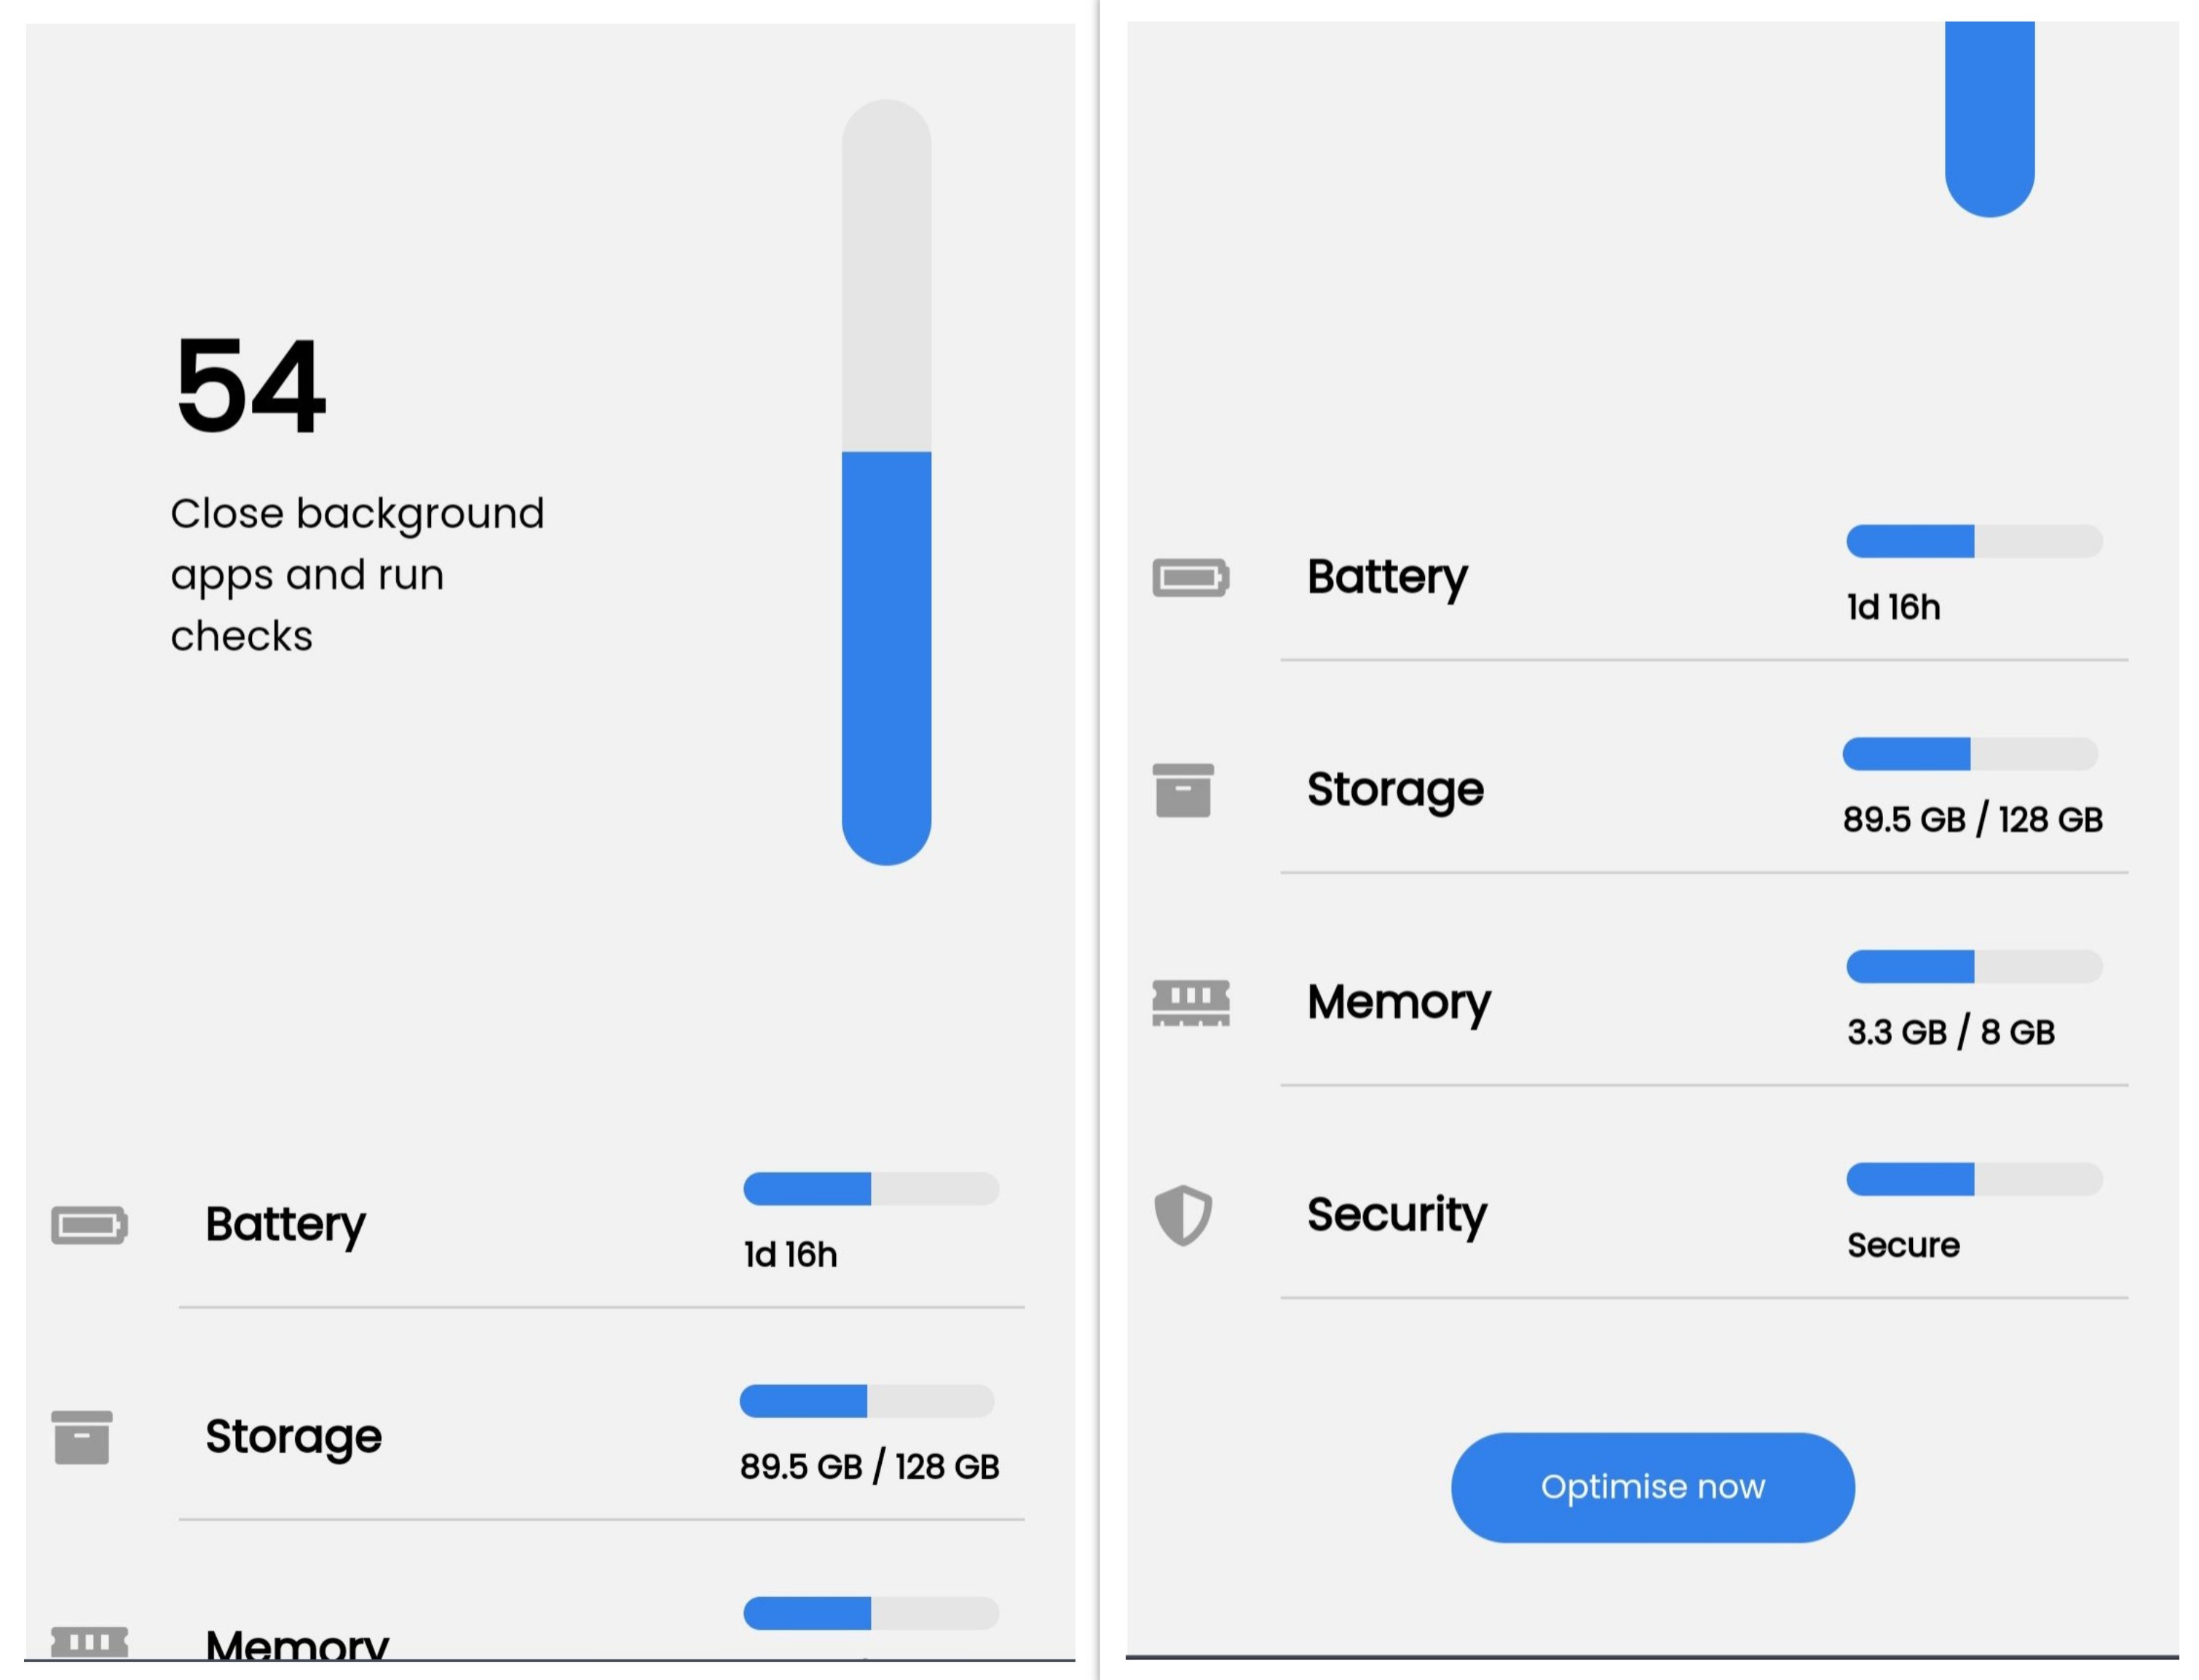 54
Close background
apps and run
checks
Battery
1d 16h
Storage
89.5 GB / 128 GB
Memory
Battery
1d 16h
Storage
89.5 GB / 128 GB
Memory
3.3 GB / 8 GB
Security
Secure
Optimise now